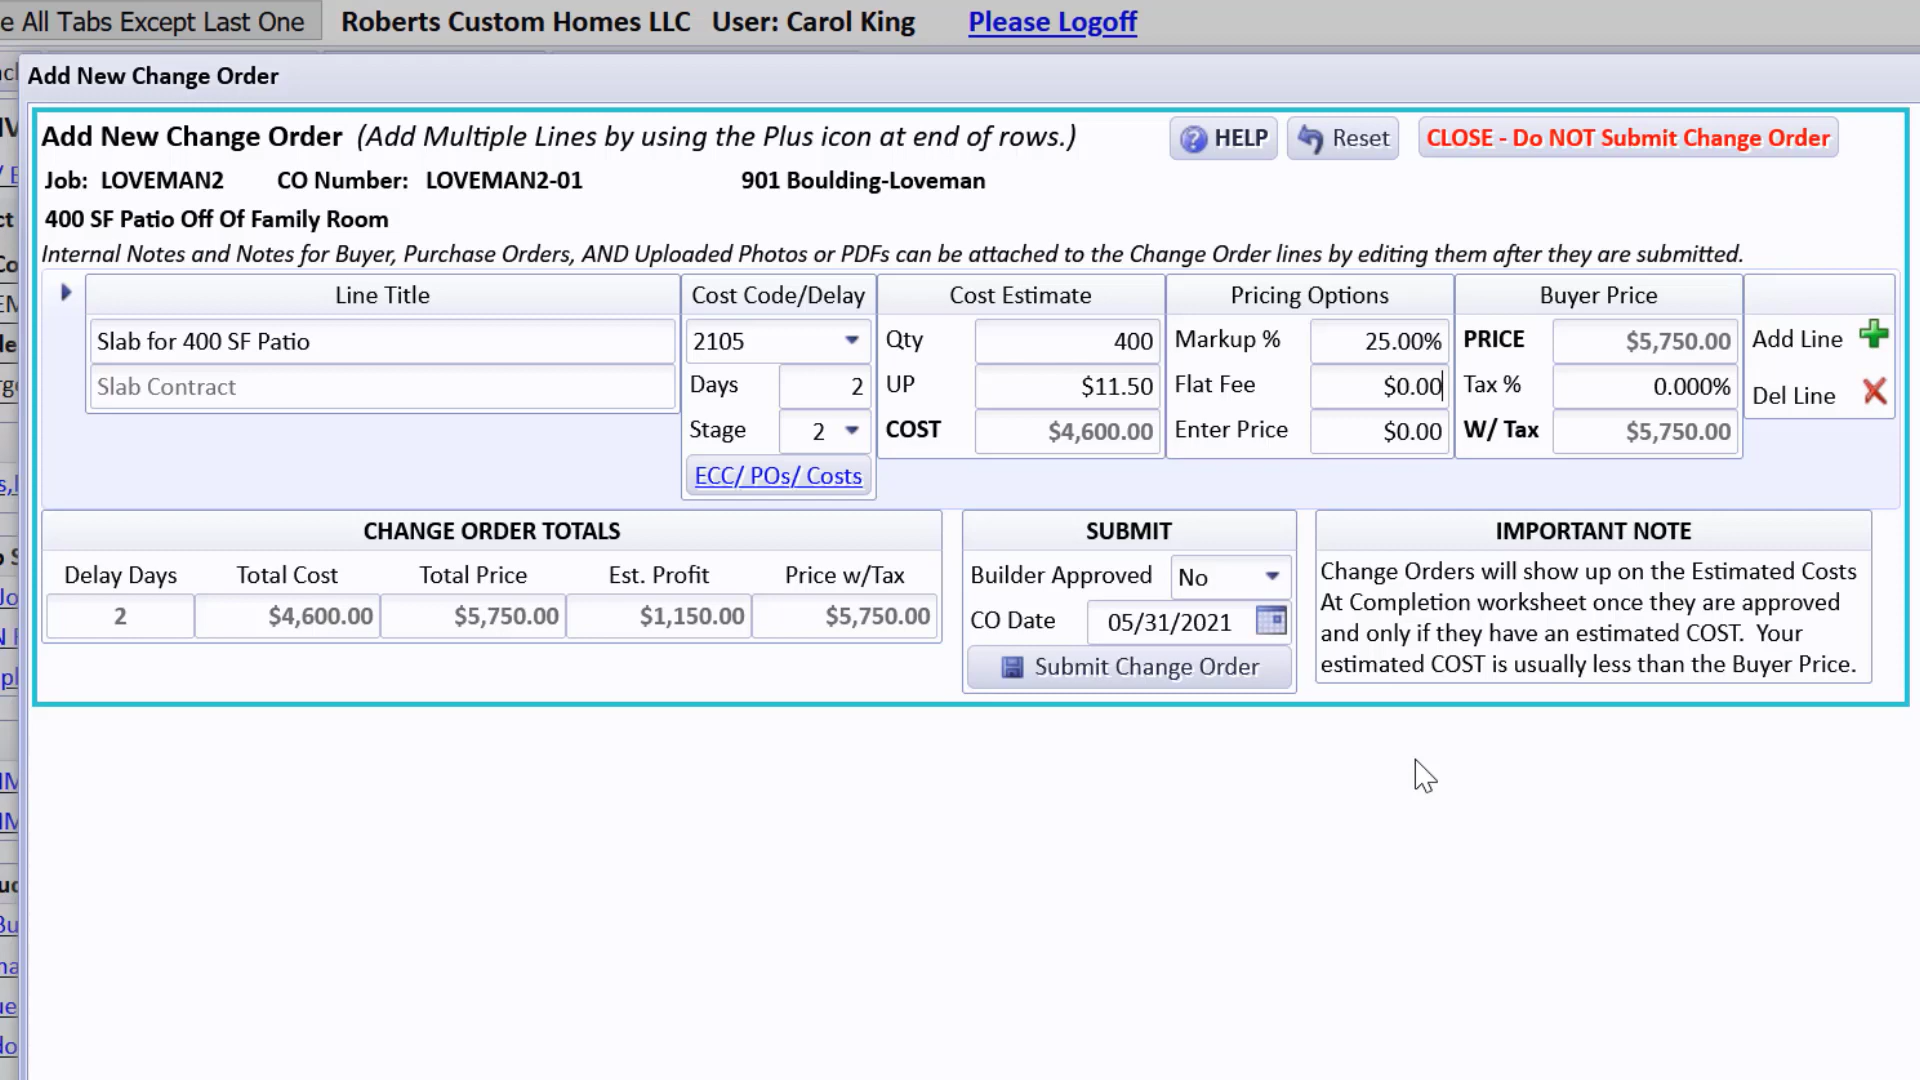 e All Tabs Except Last One Roberts Custom Homes LLC User: Carol King Please Logoff
Add New Change Order
Add New Change Order (Add Multiple Lines by using the Plus icon at end of rows.) HELP Reset CLOSE - Do NOT Submit Change Order
Job: LOVEMAN2 CO Number: LOVEMAN2-01 901 Boulding-Loveman
400 SF Patio Off Of Family Room
Internal Notes and Notes for Buyer, Purchase Orders, AND Uploaded Photos or PDFs can be attached to the Change Order lines by editing them after they are submitted.
Line Title Cost Code/Delay Cost Estimate Pricing Options Buyer Price
Slab for 400 SF Patio 2105 Qty 400 Markup % 25.00% PRICE $5,750.00 Add Line
Slab Contract Days 2 UP $11.50 Flat Fee $0.00 Tax % 0.000% Del Line
Stage 2 COST $4,600.00 Enter Price $0.00 W/ Tax $5,750.00
ECC/ POs/ Costs
CHANGE ORDER TOTALS SUBMIT IMPORTANT NOTE
Delay Days Total Cost Total Price Est. Profit Price w/Tax Builder Approved No Change Orders will show up on the Estimated Costs
At Completion worksheet once they are approved
2 $4,600.00 $5,750.00 $1,150.00 $5,750.00 CO Date 05/31/2021 and only if they have an estimated COST. Your
Submit Change Order estimated COST is usually less than the Buyer Price.